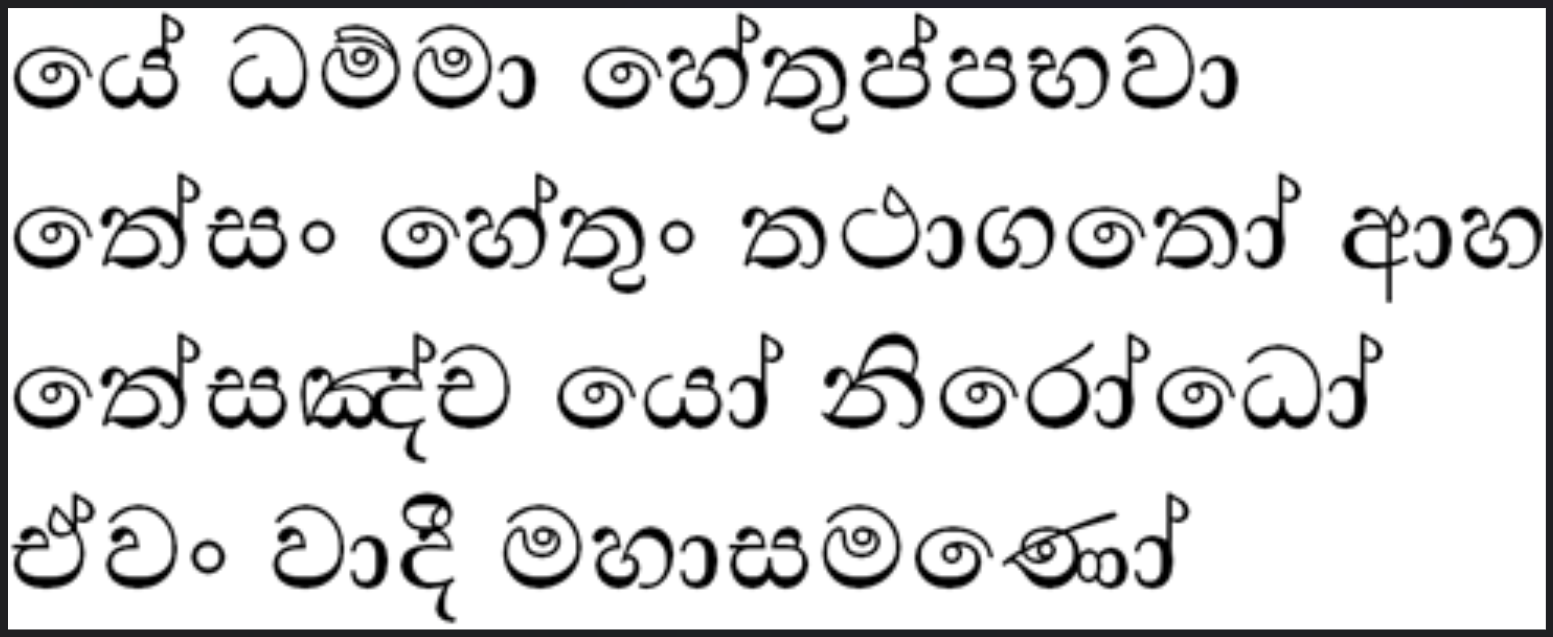 යේ ධම්මා හේතුප්පභවා
තේසං හේතුං තථාගතෝ ආහ
තේසඤ්ච යෝ නිරෝධෝ
ඒවං වාදී මහාසමණෝ